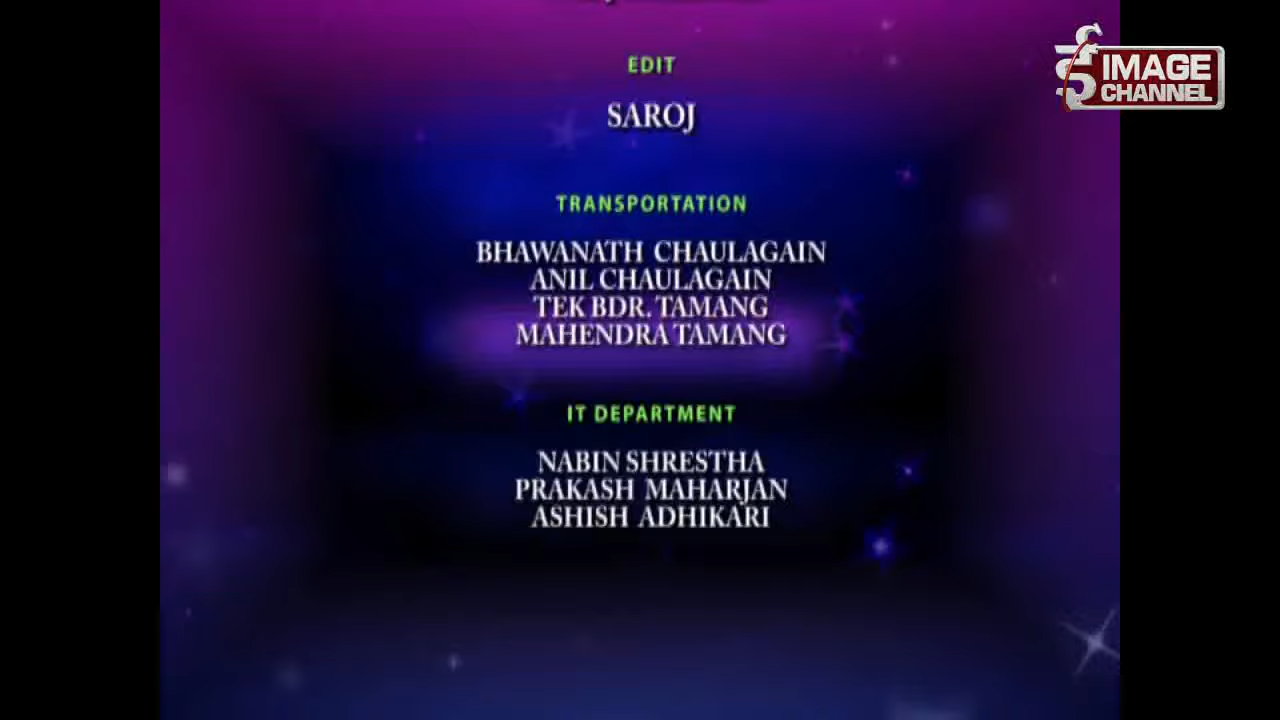 EDIT
SAROJ
TRANSPORTATION
BHAWANATH CHAULAGAIN
ANIL CHAULAGAIN
TEK BDR. TAMANG
MAHENDRA TAMANG
IT DEPARTMENT
NABIN SHRESTHA
PRAKASH MAHARJAN
ASHISH ADHIKARI
IMAGE
CHANNEL